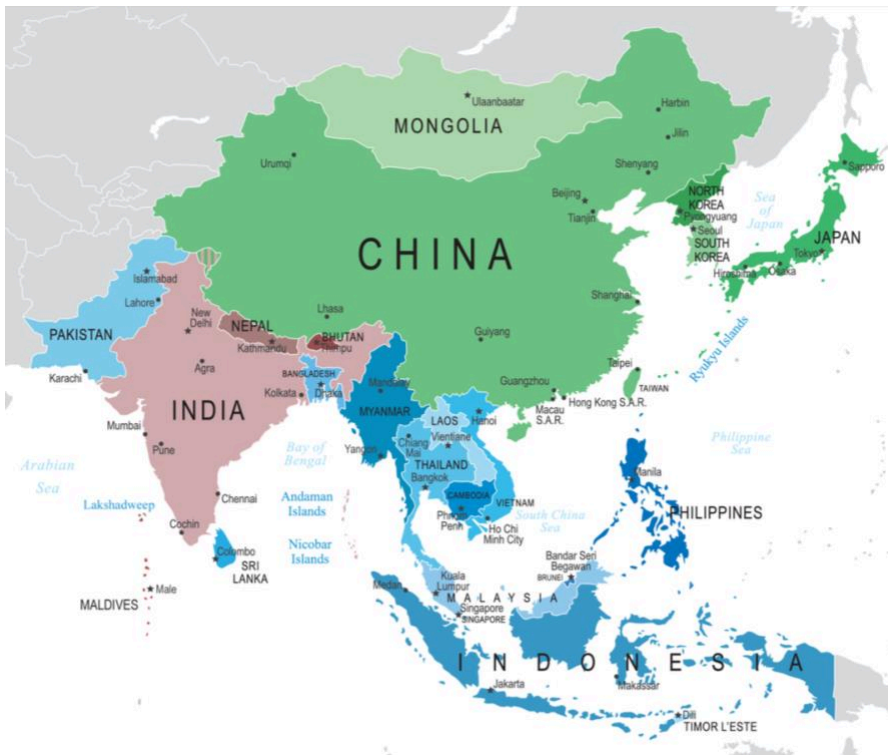 Ulaanbaatar
MONGOLIA
Harbin
Jilin
Urumqi
Shenyang
Beijing
Tianjin
NORTH
KOREA
Pyongyuang
Seoul
SOUTH
KOREA
Sea
of
Japan
Sapporo
JAPAN
Tokyo
Hiroshima
Osaka
CHINA
Islamabad
Lahore
PAKISTAN
Karachi
New
Delhi
NEPAL
Kathmandu
Lhasa
BHUTAN
Thimpu
Shanghai
Guiyang
Ryukyu Islands
Agra
BANGLADESH
Dhaka
Kolkata
INDIA
Mumbai
Pune
Mandalay
MYANMAR
Yangon
Guangzhou
Macau
S.A.R.
Hong Kong S.A.R.
Taipei
TAIWAN
LAOS
Hanoi
Vientiane
Chiang
Mai
THAILAND
Bangkok
CAMBODIA
Phnom
Penh
VIETNAM
Ho Chi
Minh City
Arabian
Sea
Bay of
Bengal
Lakshadweep
Chennai
Cochin
Andaman
Islands
Nicobar
Islands
Colombo
SRI
LANKA
Male
MALDIVES
South China
Sea
Philippine
Sea
Manila
PHILIPPINES
Bandar Seri
Begawan
BRUNEI
Medan
Kuala
Lumpur
MALAYSIA
Singapore
SINGAPORE
INDONESIA
Jakarta
Makassar
Dili
TIMOR L'ESTE